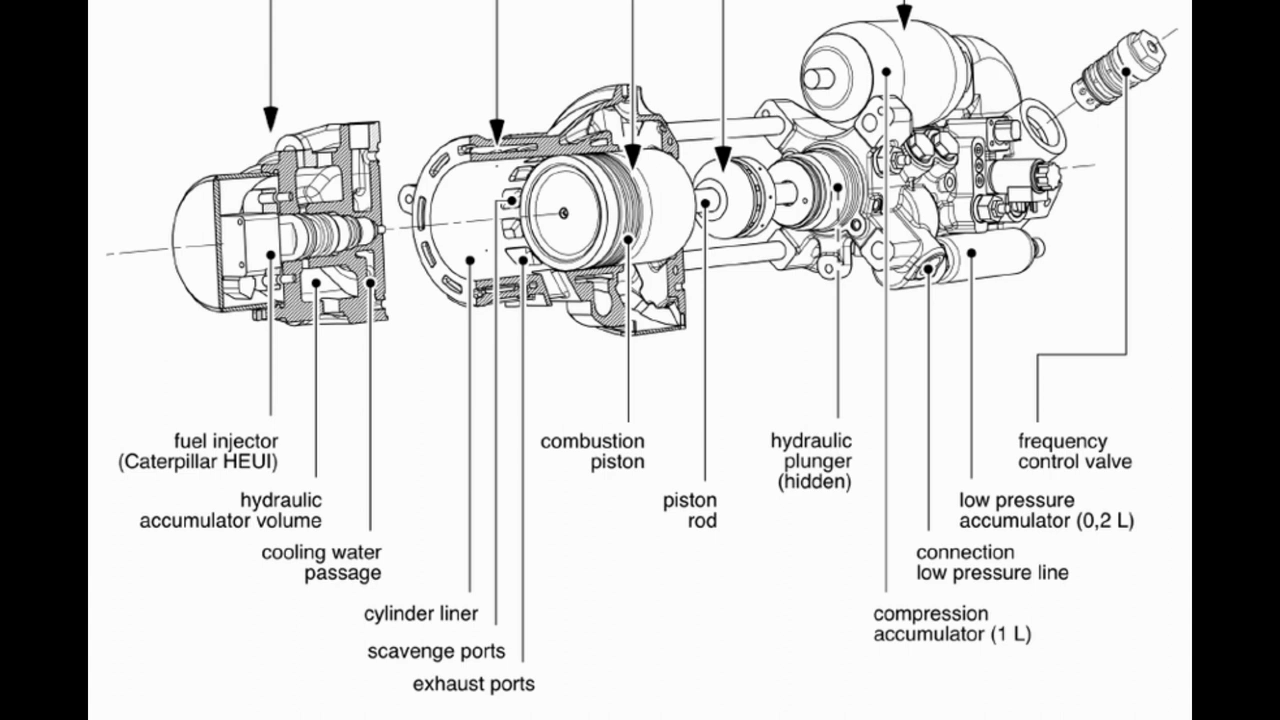 fuel injector
(Caterpillar HEUI)
hydraulic
accumulator volume
cooling water
passage
cylinder liner
scavenge ports
exhaust ports
combustion
piston
piston
rod
hydraulic
plunger
(hidden)
frequency
control valve
low pressure
accumulator (0,2 L)
connection
low pressure line
compression
accumulator (1 L)